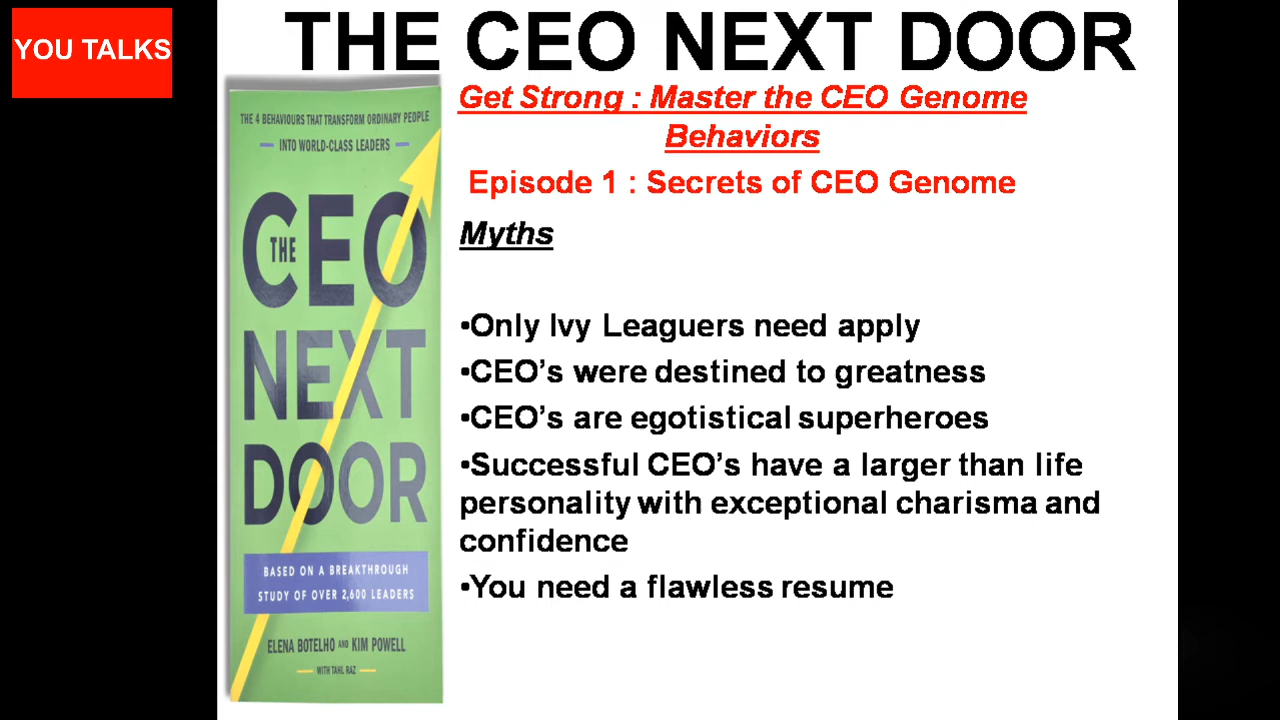 YOU TALKS
THE CEO NEXT DOOR
Get Strong : Master the CEO Genome
Behaviors
Episode 1 : Secrets of CEO Genome
Myths
•Only Ivy Leaguers need apply
•CEO’s were destined to greatness
•CEO’s are egotistical superheroes
•Successful CEO’s have a larger than life
personality with exceptional charisma and
confidence
•You need a flawless resume
THE 4 BEHAVIOURS THAT TRANSFORM ORDINARY PEOPLE
INTO WORLD-CLASS LEADERS
THE
CEO
NEXT
DOOR
BASED ON A BREAKTHROUGH
STUDY OF OVER 2,600 LEADERS
ELENA BOTELHO AND KIM POWELL
WITH TAHL RAZ